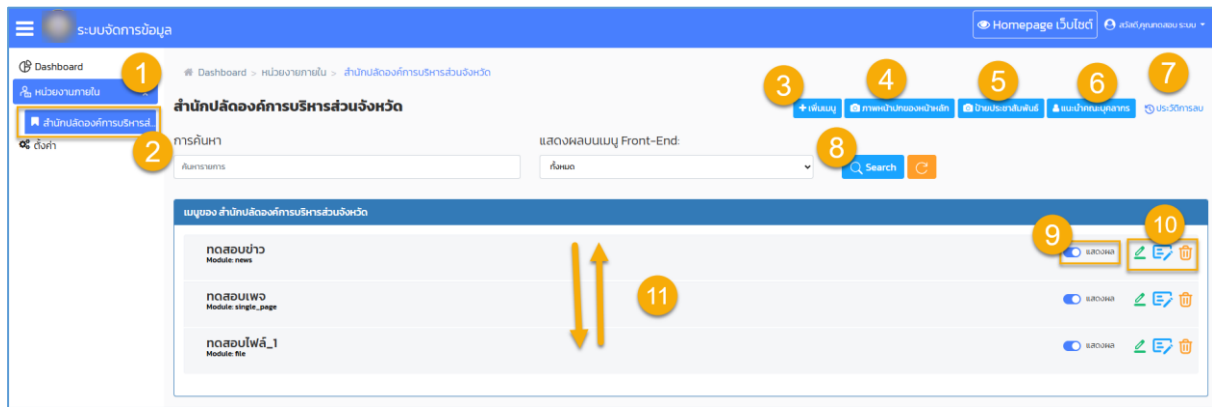 ระบบจัดการข้อมูล
Homepage เว็บไซต์
สวัสดี,คุณทดสอบ ระบบ
Dashboard
1
หน่วยงานภายใน
สำนักปลัดองค์การบริหารส่...
2
ตั้งค่า
Dashboard > หน่วยงานภายใน > สำนักปลัดองค์การบริหารส่วนจังหวัด
สำนักปลัดองค์การบริหารส่วนจังหวัด
3
4
5
6
7
+ เพิ่มเมนู
ภาพหน้าปกของหน้าหลัก
ป้ายประชาสัมพันธ์
แนะนำคณะบุคลากร
ประวัติการลบ
การค้นหา
แสดงผลบนเมนู Front-End:
8
ค้นหารายการ
ทั้งหมด
Search
เมนูของ สำนักปลัดองค์การบริหารส่วนจังหวัด
9
10
ทดสอบข่าว
Module: news
แสดงผล
11
ทดสอบเพจ
Module: single_page
แสดงผล
ทดสอบไฟล์_1
Module: file
แสดงผล